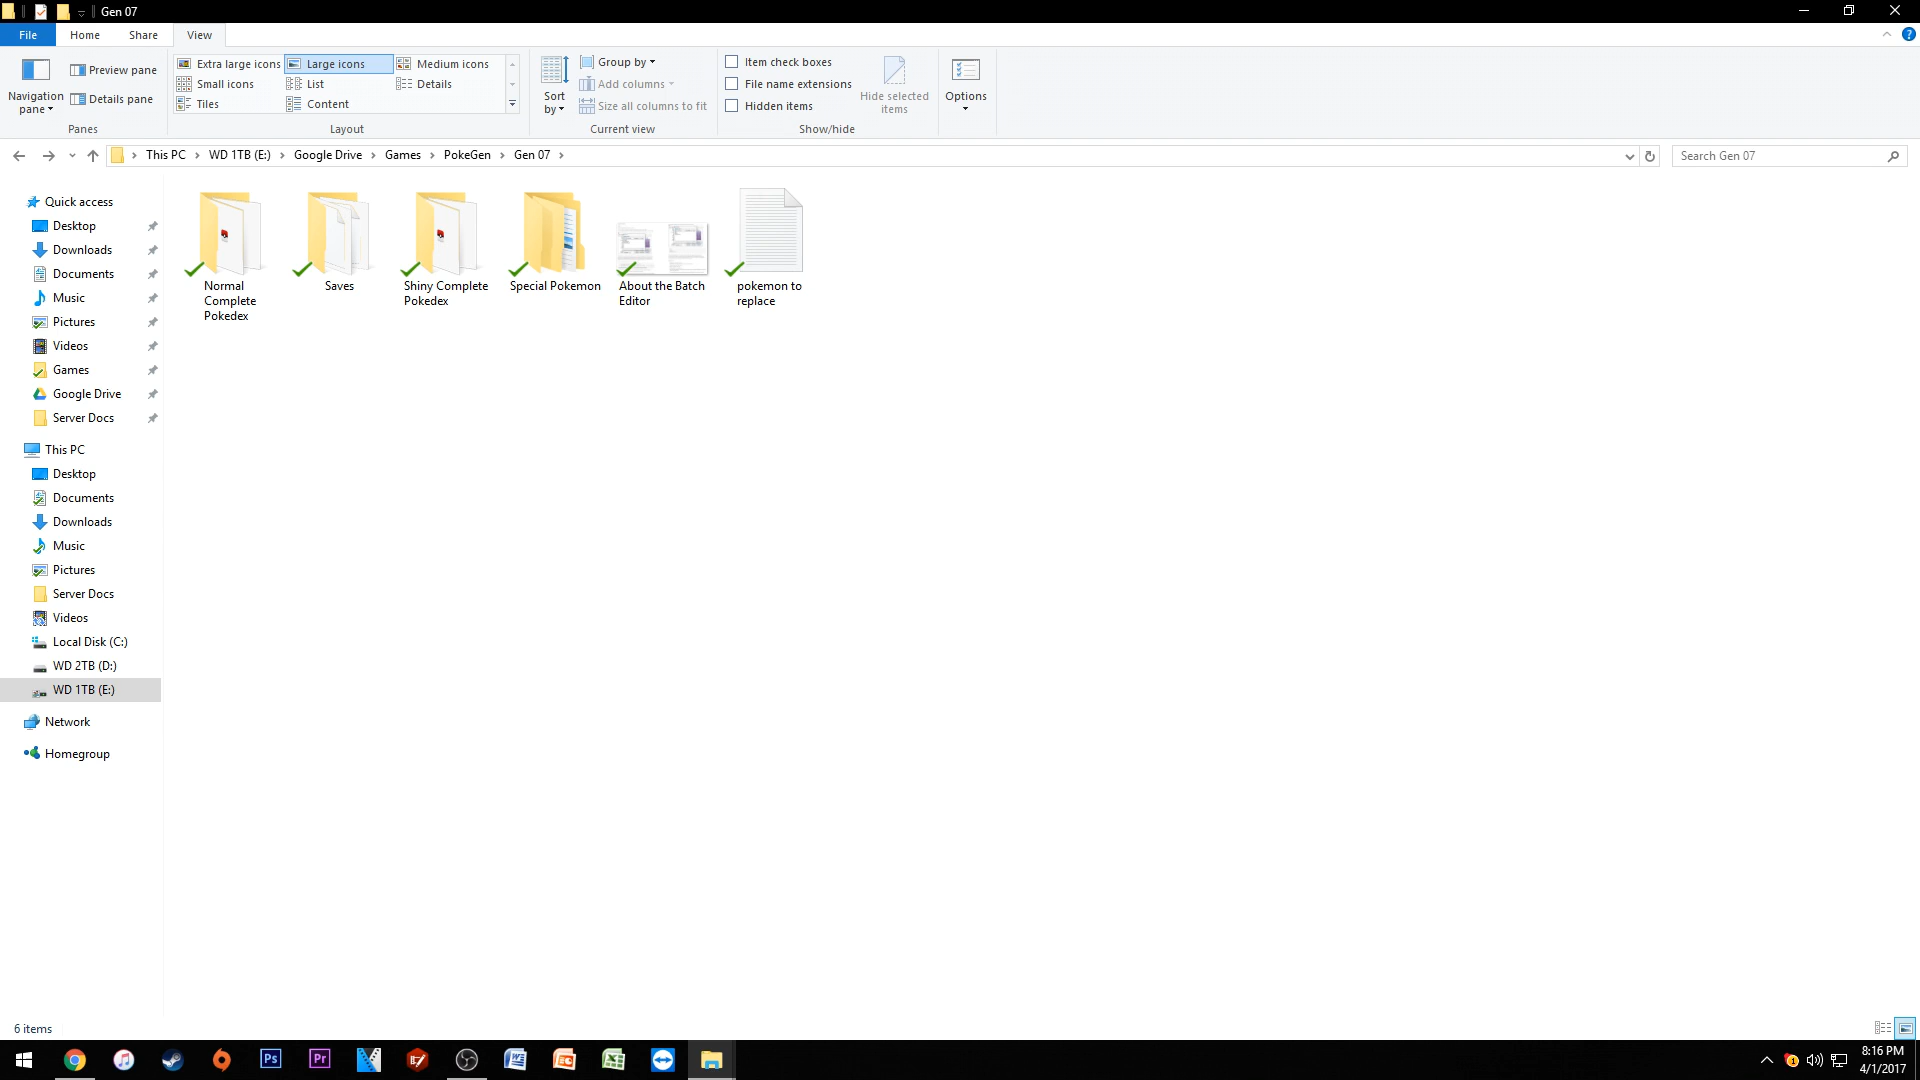 Gen 07
File
Home
Share
View
?
Navigation
pane
Preview pane
Details pane
Panes
Extra large icons
Large icons
Medium icons
Small icons
List
Details
Tiles
Content
Layout
Sort
by
Group by
Add columns
Size all columns to fit
Current view
Item check boxes
File name extensions
Hidden items
Hide selected
items
Show/hide
Options
This PC
WD 1TB (E:)
Google Drive
Games
PokeGen
Gen 07
Search Gen 07
Quick access
Desktop
Downloads
Documents
Music
Pictures
Videos
Games
Google Drive
Server Docs
This PC
Desktop
Documents
Downloads
Music
Pictures
Server Docs
Videos
Local Disk (C:)
WD 2TB (D:)
WD 1TB (E:)
Network
Homegroup
Normal
Complete
Pokedex
Saves
Shiny Complete
Pokedex
Special Pokemon
About the Batch
Editor
pokemon to
replace
6 items
Ps
Pr
8:16 PM
4/1/2017